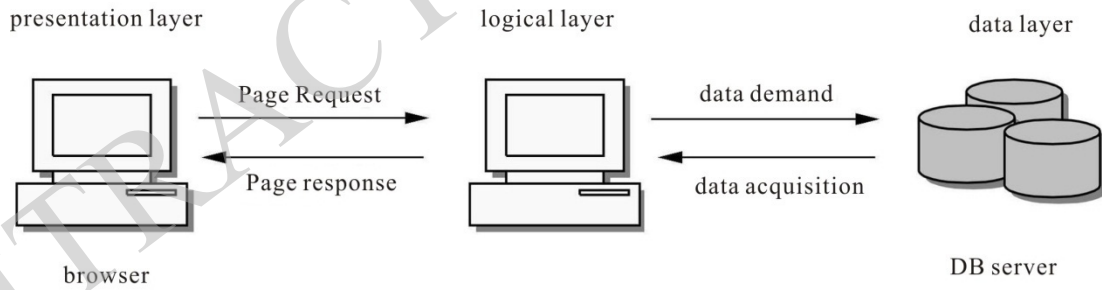 presentation layer
logical layer
data layer
Page Request
data demand
Page response
data acquisition
browser
DB server